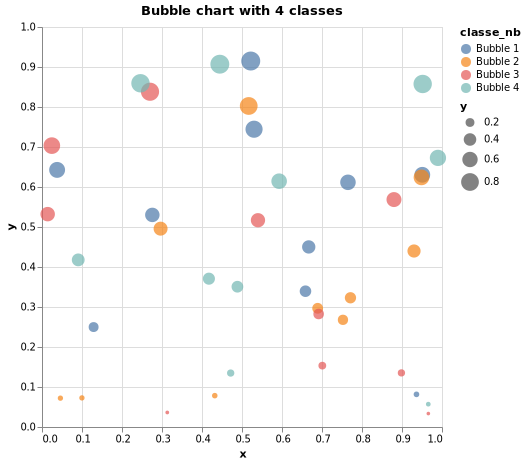 Bubble chart with 4 classes
1.0
0.9
0.8
0.7
0.6
0.5
0.4
0.3
0.2
0.1
0.0
y
0.0 0.1 0.2 0.3 0.4 0.5 0.6 0.7 0.8 0.9 1.0
x
classe_nb
Bubble 1
Bubble 2
Bubble 3
Bubble 4
y
0.2
0.4
0.6
0.8